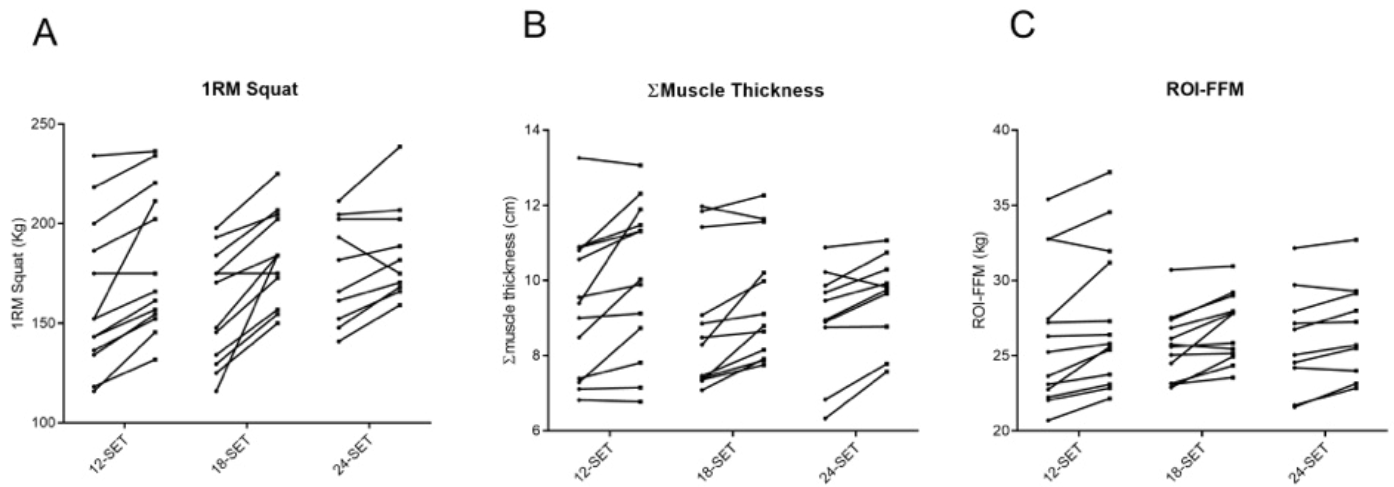 A
B
C
1RM Squat
ΣMuscle Thickness
ROI-FFM
1RM Squat (Kg)
250
200
150
100
12-SET
18-SET
24-SET
Σmuscle thickness (cm)
14
12
10
8
6
12-SET
18-SET
24-SET
ROI-FFM (kg)
40
35
30
25
20
12-SET
18-SET
24-SET